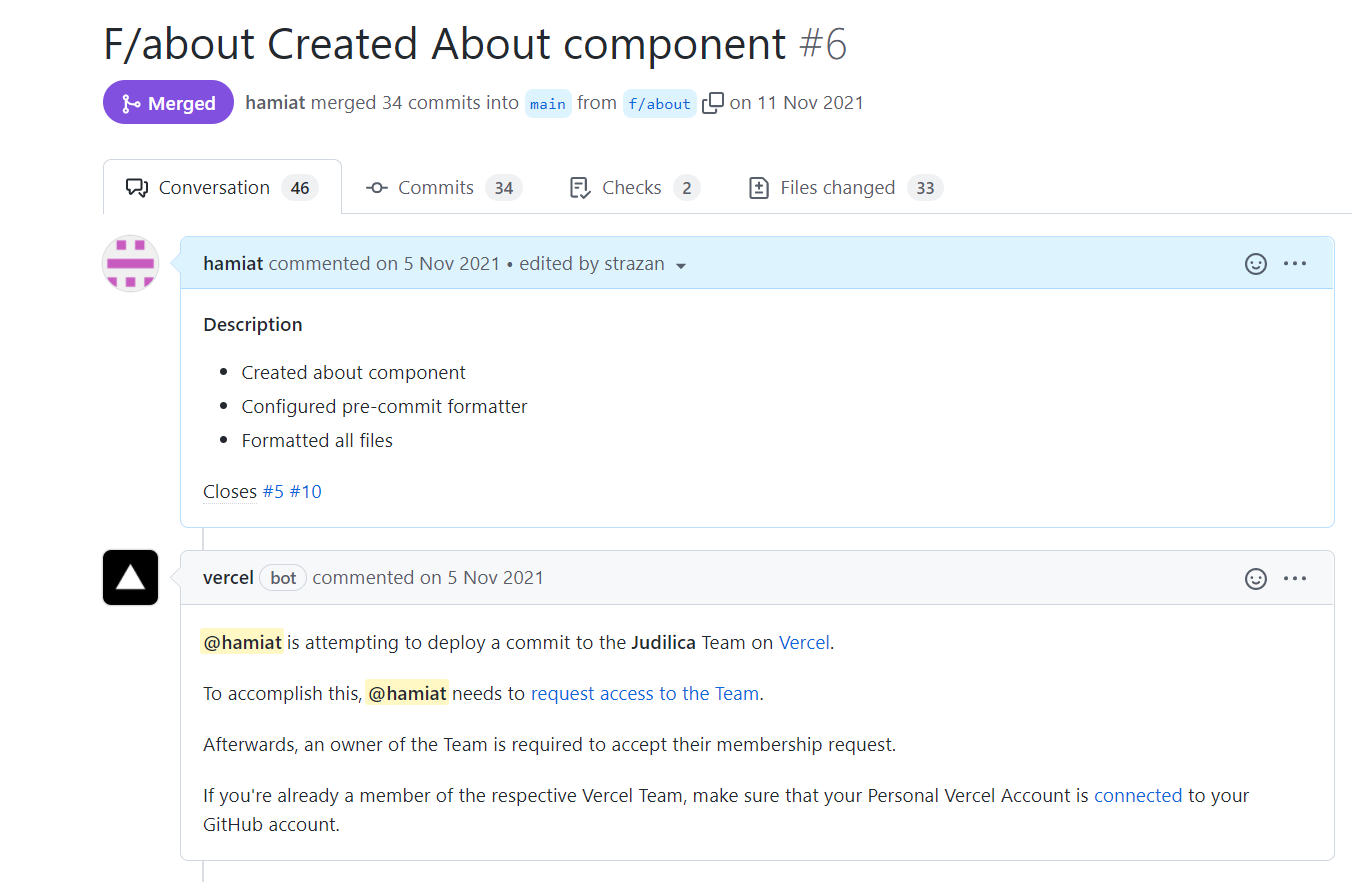 F/about Created About component #6
Merged hamiat merged 34 commits into main from f/about on 11 Nov 2021
Conversation 46 Commits 34 Checks 2 Files changed 33
hamiat commented on 5 Nov 2021 • edited by strazan
Description
• Created about component
• Configured pre-commit formatter
• Formatted all files
Closes #5 #10
vercel bot commented on 5 Nov 2021
@hamiat is attempting to deploy a commit to the Judilica Team on Vercel.
To accomplish this, @hamiat needs to request access to the Team.
Afterwards, an owner of the Team is required to accept their membership request.
If you're already a member of the respective Vercel Team, make sure that your Personal Vercel Account is connected to your
GitHub account.